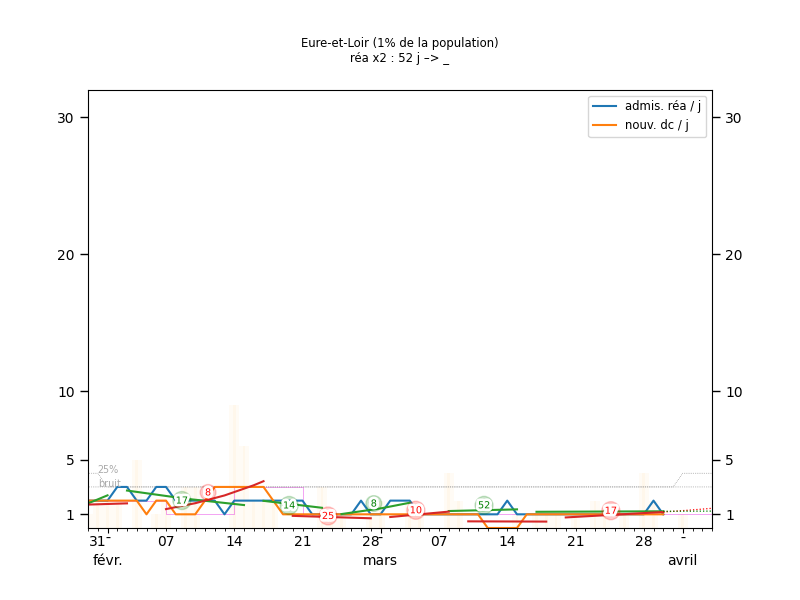 Eure-et-Loir (1% de la population)
réa x2 : 52 j –> _
admis. réa / j
nouv. dc / j
30 30
20 20
10 10
5 5
1 1
25%
bruit
17 8 14 25 8 10 52 17
31 07 14 21 28 07 14 21 28
févr. mars avril